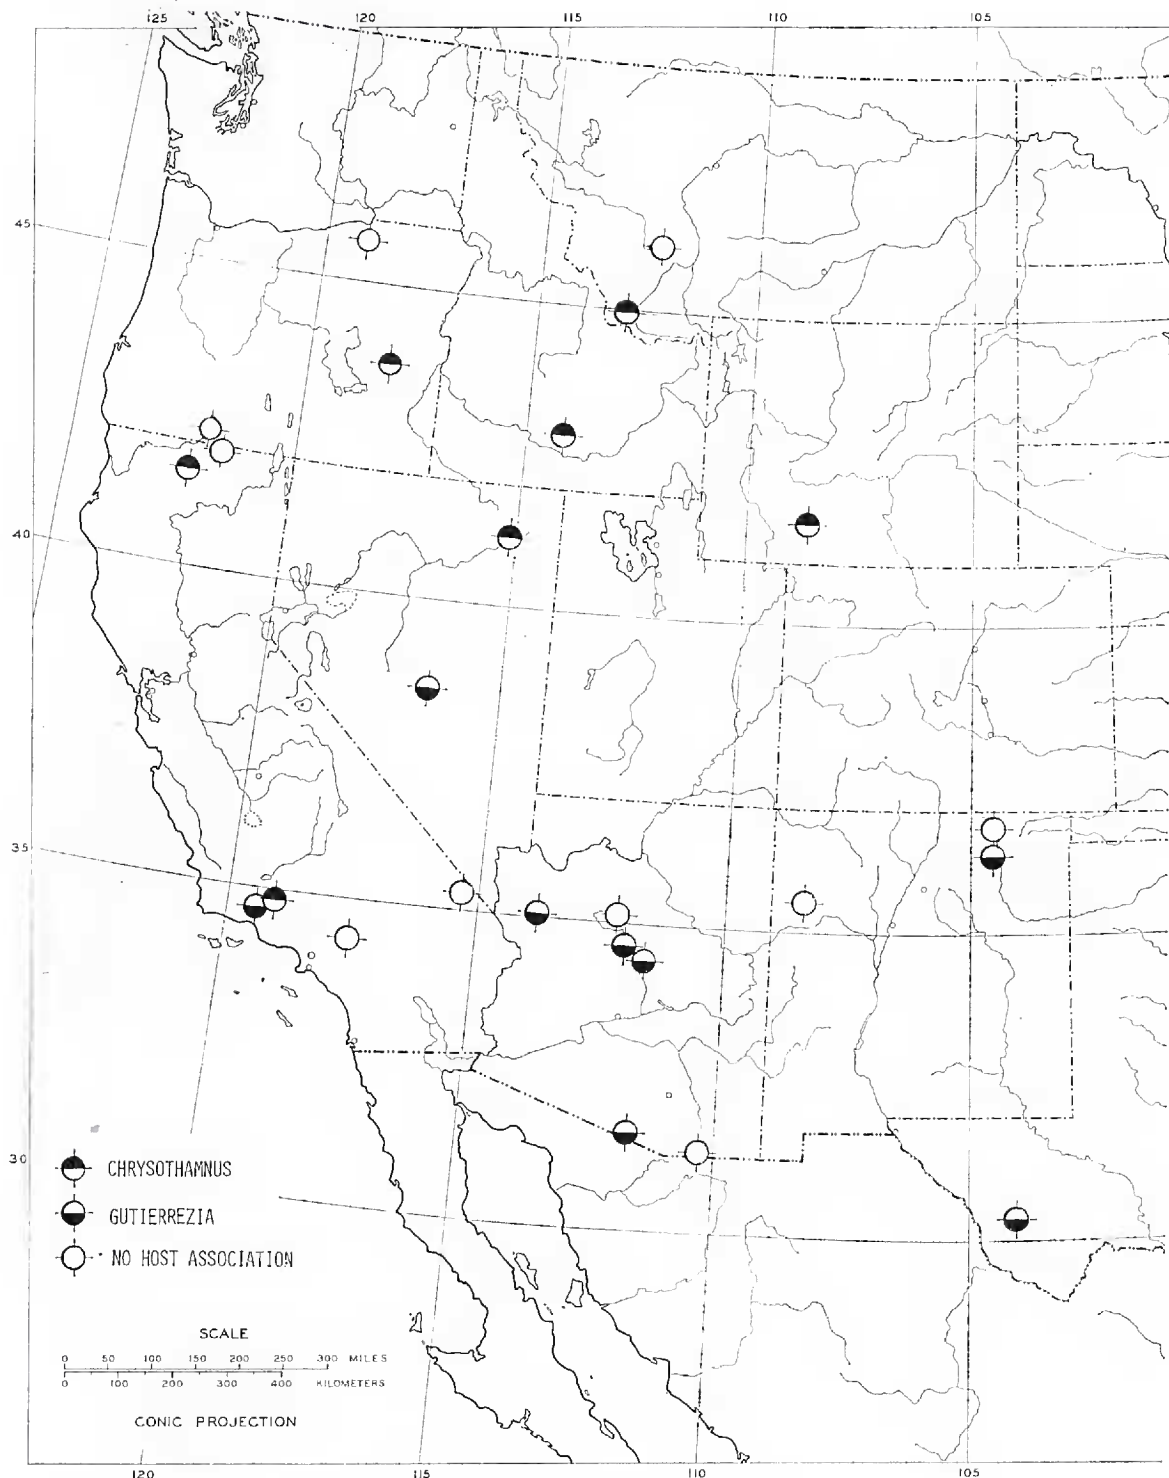 125 120 115 110 105
45
40
35
30
CHRYSOTHAMNUS
GUTIERREZIA
NO HOST ASSOCIATION
SCALE
0 50 100 150 200 250 300 MILES
0 100 200 300 400 KILOMETERS
CONIC PROJECTION
120 115 110 105